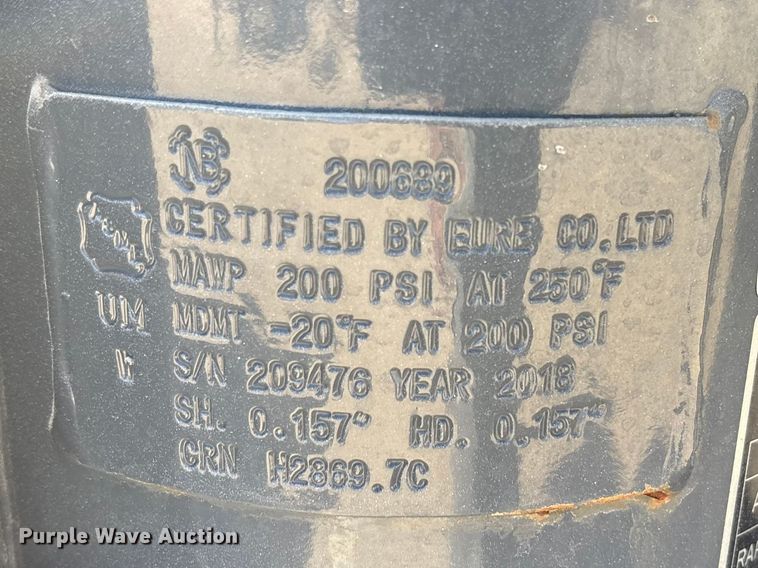 NB 200689
CERTIFIED BY EURE CO.,LTD
MAWP 200 PSI AT 250°F
UM MDMT -20°F AT 200 PSI
S/N 209476 YEAR 2018
SH. 0.157" HD. 0.157"
CRN H2869.7C
Purple Wave Auction